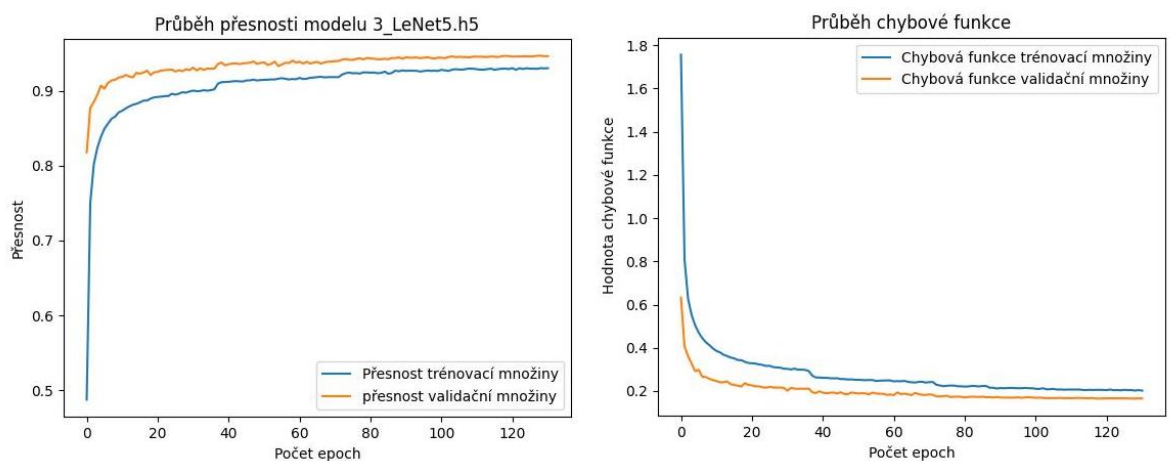 Průběh přesnosti modelu 3_LeNet5.h5
0.9
0.8
0.7
0.6
0.5
Přesnost
Přesnost trénovací množiny
přesnost validační množiny
0 20 40 60 80 100 120
Počet epoch
Průběh chybové funkce
1.8
1.6
1.4
1.2
1.0
0.8
0.6
0.4
0.2
Hodnota chybové funkce
Chybová funkce trénovací množiny
Chybová funkce validační množiny
0 20 40 60 80 100 120
Počet epoch